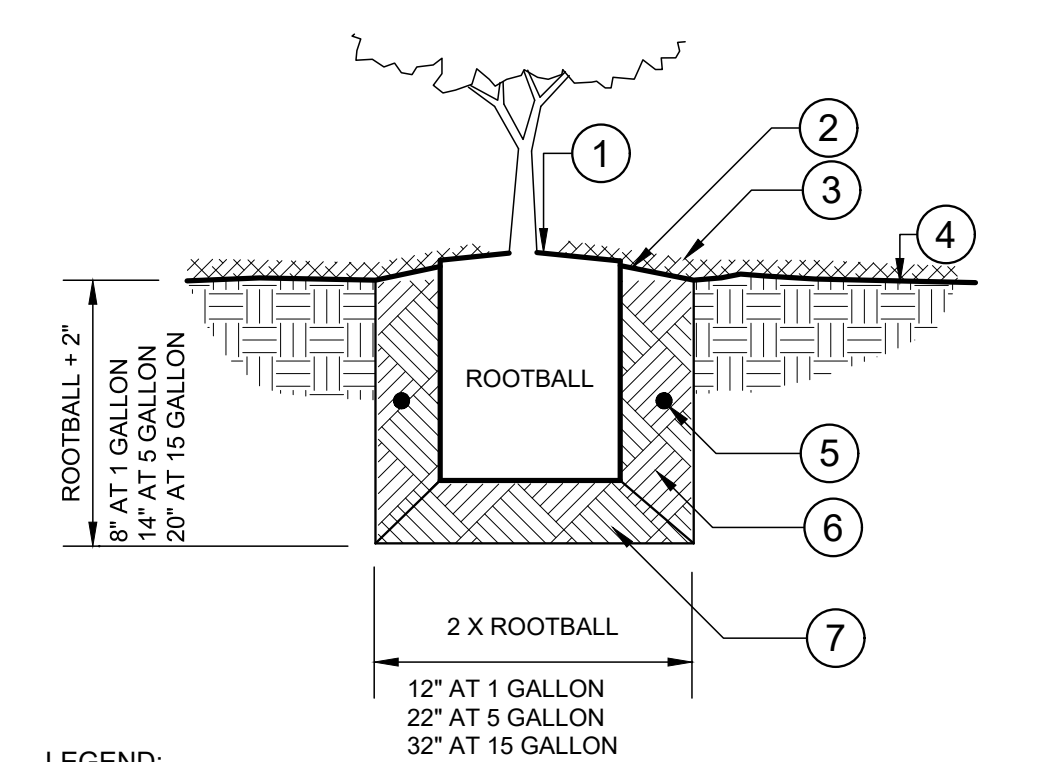 1
2
3
4
ROOTBALL + 2"
8" AT 1 GALLON
14" AT 5 GALLON
20" AT 15 GALLON
ROOTBALL
5
6
7
2 X ROOTBALL
12" AT 1 GALLON
22" AT 5 GALLON
32" AT 15 GALLON
LEGEND: